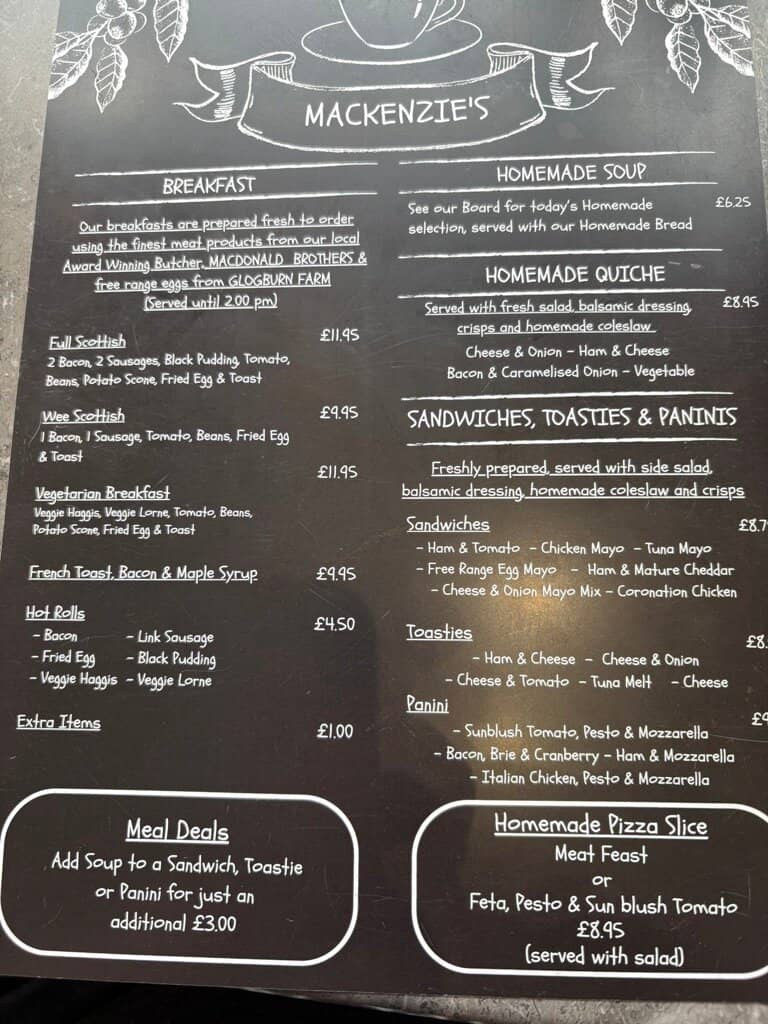 MACKENZIE'S
BREAKFAST
Our breakfasts are prepared fresh to order
using the finest meat products from our local
Award Winning Butcher, MACDONALD BROTHERS &
free range eggs from GLOGBURN FARM
(Served until 2.00 pm)
Full Scottish £11.95
2 Bacon, 2 Sausages, Black Pudding, Tomato,
Beans, Potato Scone, Fried Egg & Toast
Wee Scottish £9.95
1 Bacon, 1 Sausage, Tomato, Beans, Fried Egg
& Toast
£11.95
Vegetarian Breakfast
Veggie Haggis, Veggie Lorne, Tomato, Beans,
Potato Scone, Fried Egg & Toast
French Toast, Bacon & Maple Syrup £9.95
Hot Rolls £4.50
- Bacon - Link Sausage
- Fried Egg - Black Pudding
- Veggie Haggis - Veggie Lorne
Extra Items £1.00
Meal Deals
Add Soup to a Sandwich, Toastie
or Panini for just an
additional £3.00
HOMEMADE SOUP
See our Board for today's Homemade £6.25
selection, served with our Homemade Bread
HOMEMADE QUICHE
Served with fresh salad, balsamic dressing, £8.95
crisps and homemade coleslaw
Cheese & Onion - Ham & Cheese
Bacon & Caramelised Onion - Vegetable
SANDWICHES, TOASTIES & PANINIS
Freshly prepared, served with side salad,
balsamic dressing, homemade coleslaw and crisps
Sandwiches
- Ham & Tomato - Chicken Mayo - Tuna Mayo
- Free Range Egg Mayo - Ham & Mature Cheddar
- Cheese & Onion Mayo Mix - Coronation Chicken
Toasties
- Ham & Cheese - Cheese & Onion
- Cheese & Tomato - Tuna Melt - Cheese
Panini
- Sunblush Tomato, Pesto & Mozzarella
- Bacon, Brie & Cranberry - Ham & Mozzarella
- Italian Chicken, Pesto & Mozzarella
Homemade Pizza Slice
Meat Feast
or
Feta, Pesto & Sun blush Tomato
£8.95
(served with salad)